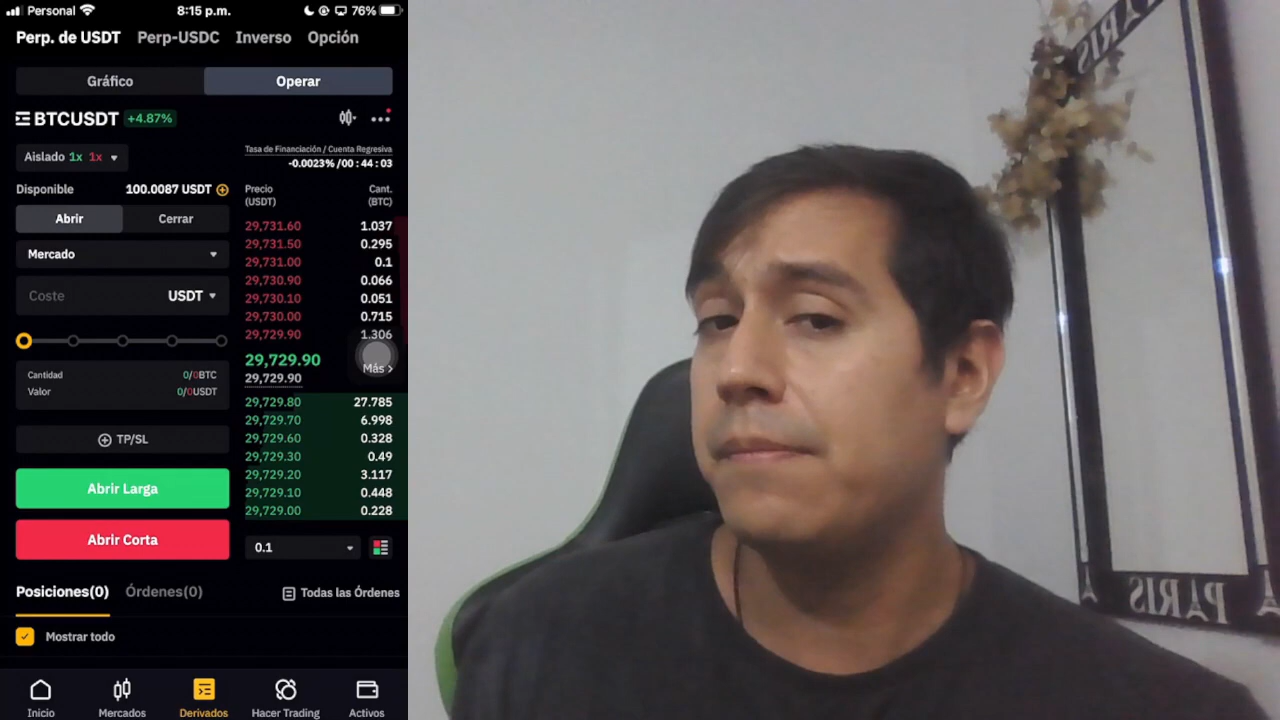 Personal 8:15 p.m. 76%
Perp. de USDT Perp-USDC Inverso Opción
Gráfico Operar
BTCUSDT +4.87%
Aislado 1x 1x
Tasa de Financiación / Cuenta Regresiva
-0.0023% /00 : 44 : 03
Disponible 100.0087 USDT
Abrir Cerrar
Mercado
Coste USDT
Cantidad 0/0BTC
Valor 0/0USDT
TP/SL
Abrir Larga
Abrir Corta
Precio Cant.
(USDT) (BTC)
29,731.60 1.037
29,731.50 0.295
29,731.00 0.1
29,730.90 0.066
29,730.10 0.051
29,730.00 0.715
29,729.90 1.306
29,729.90
29,729.90
Más >
29,729.80 27.785
29,729.70 6.998
29,729.60 0.328
29,729.30 0.49
29,729.20 3.117
29,729.10 0.448
29,729.00 0.228
0.1
Posiciones(0) Órdenes(0) Todas las Órdenes
Mostrar todo
Inicio Mercados Derivados Hacer Trading Activos
PARIS
PARIS